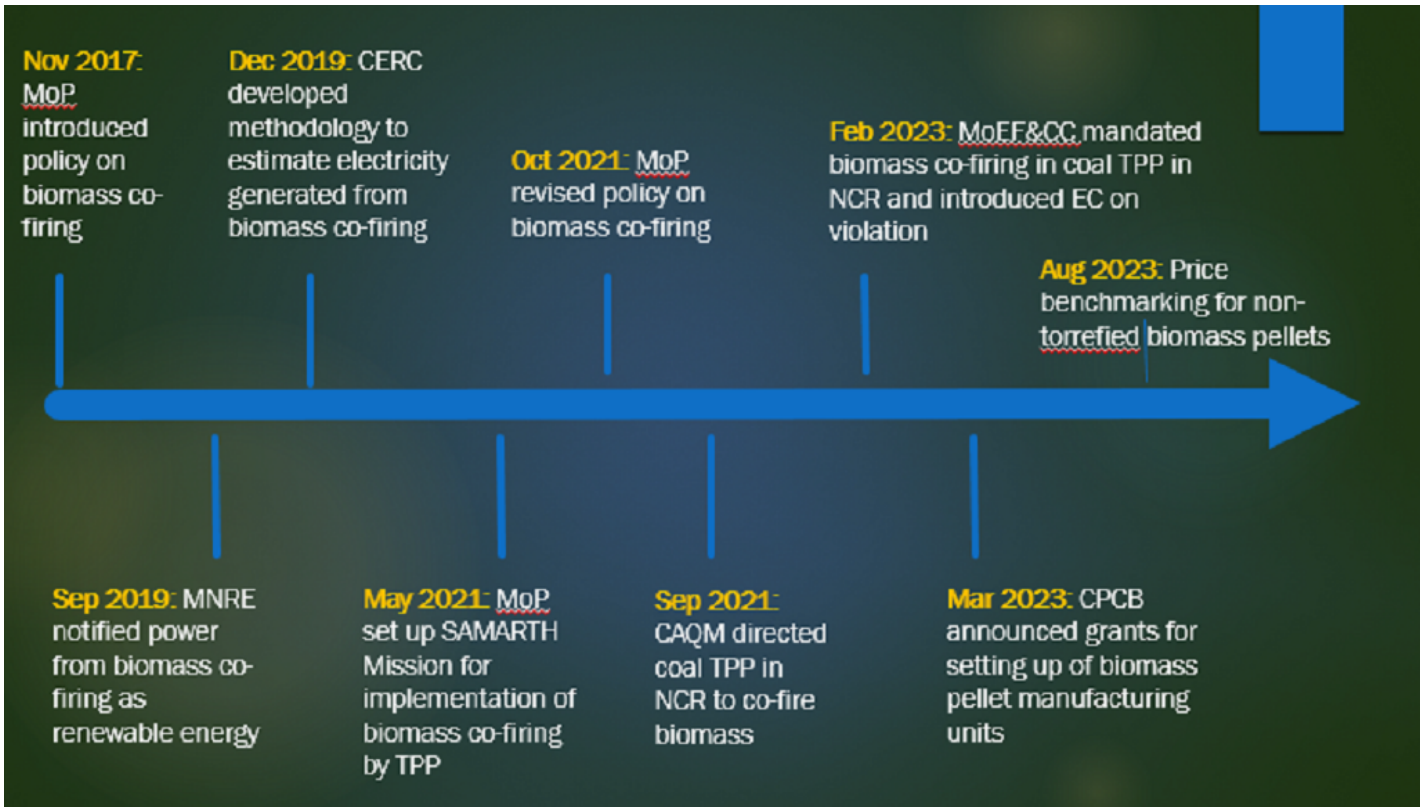 Nov 2017:
MoP
introduced
policy on
biomass co-
firing
Dec 2019: CERC
developed
methodology to
estimate electricity
generated from
biomass co-firing
Oct 2021: MoP
revised policy on
biomass co-firing
Feb 2023: MoEF&CC mandated
biomass co-firing in coal TPP in
NCR and introduced EC on
violation
Aug 2023: Price
benchmarking for non-
torrefied biomass pellets
Sep 2019: MNRE
notified power
from biomass co-
firing as
renewable energy
May 2021: MoP
set up SAMARTH
Mission for
implementation of
biomass co-firing
by TPP
Sep 2021:
CAQM directed
coal TPP in
NCR to co-fire
biomass
Mar 2023: CPCB
announced grants for
setting up of biomass
pellet manufacturing
units